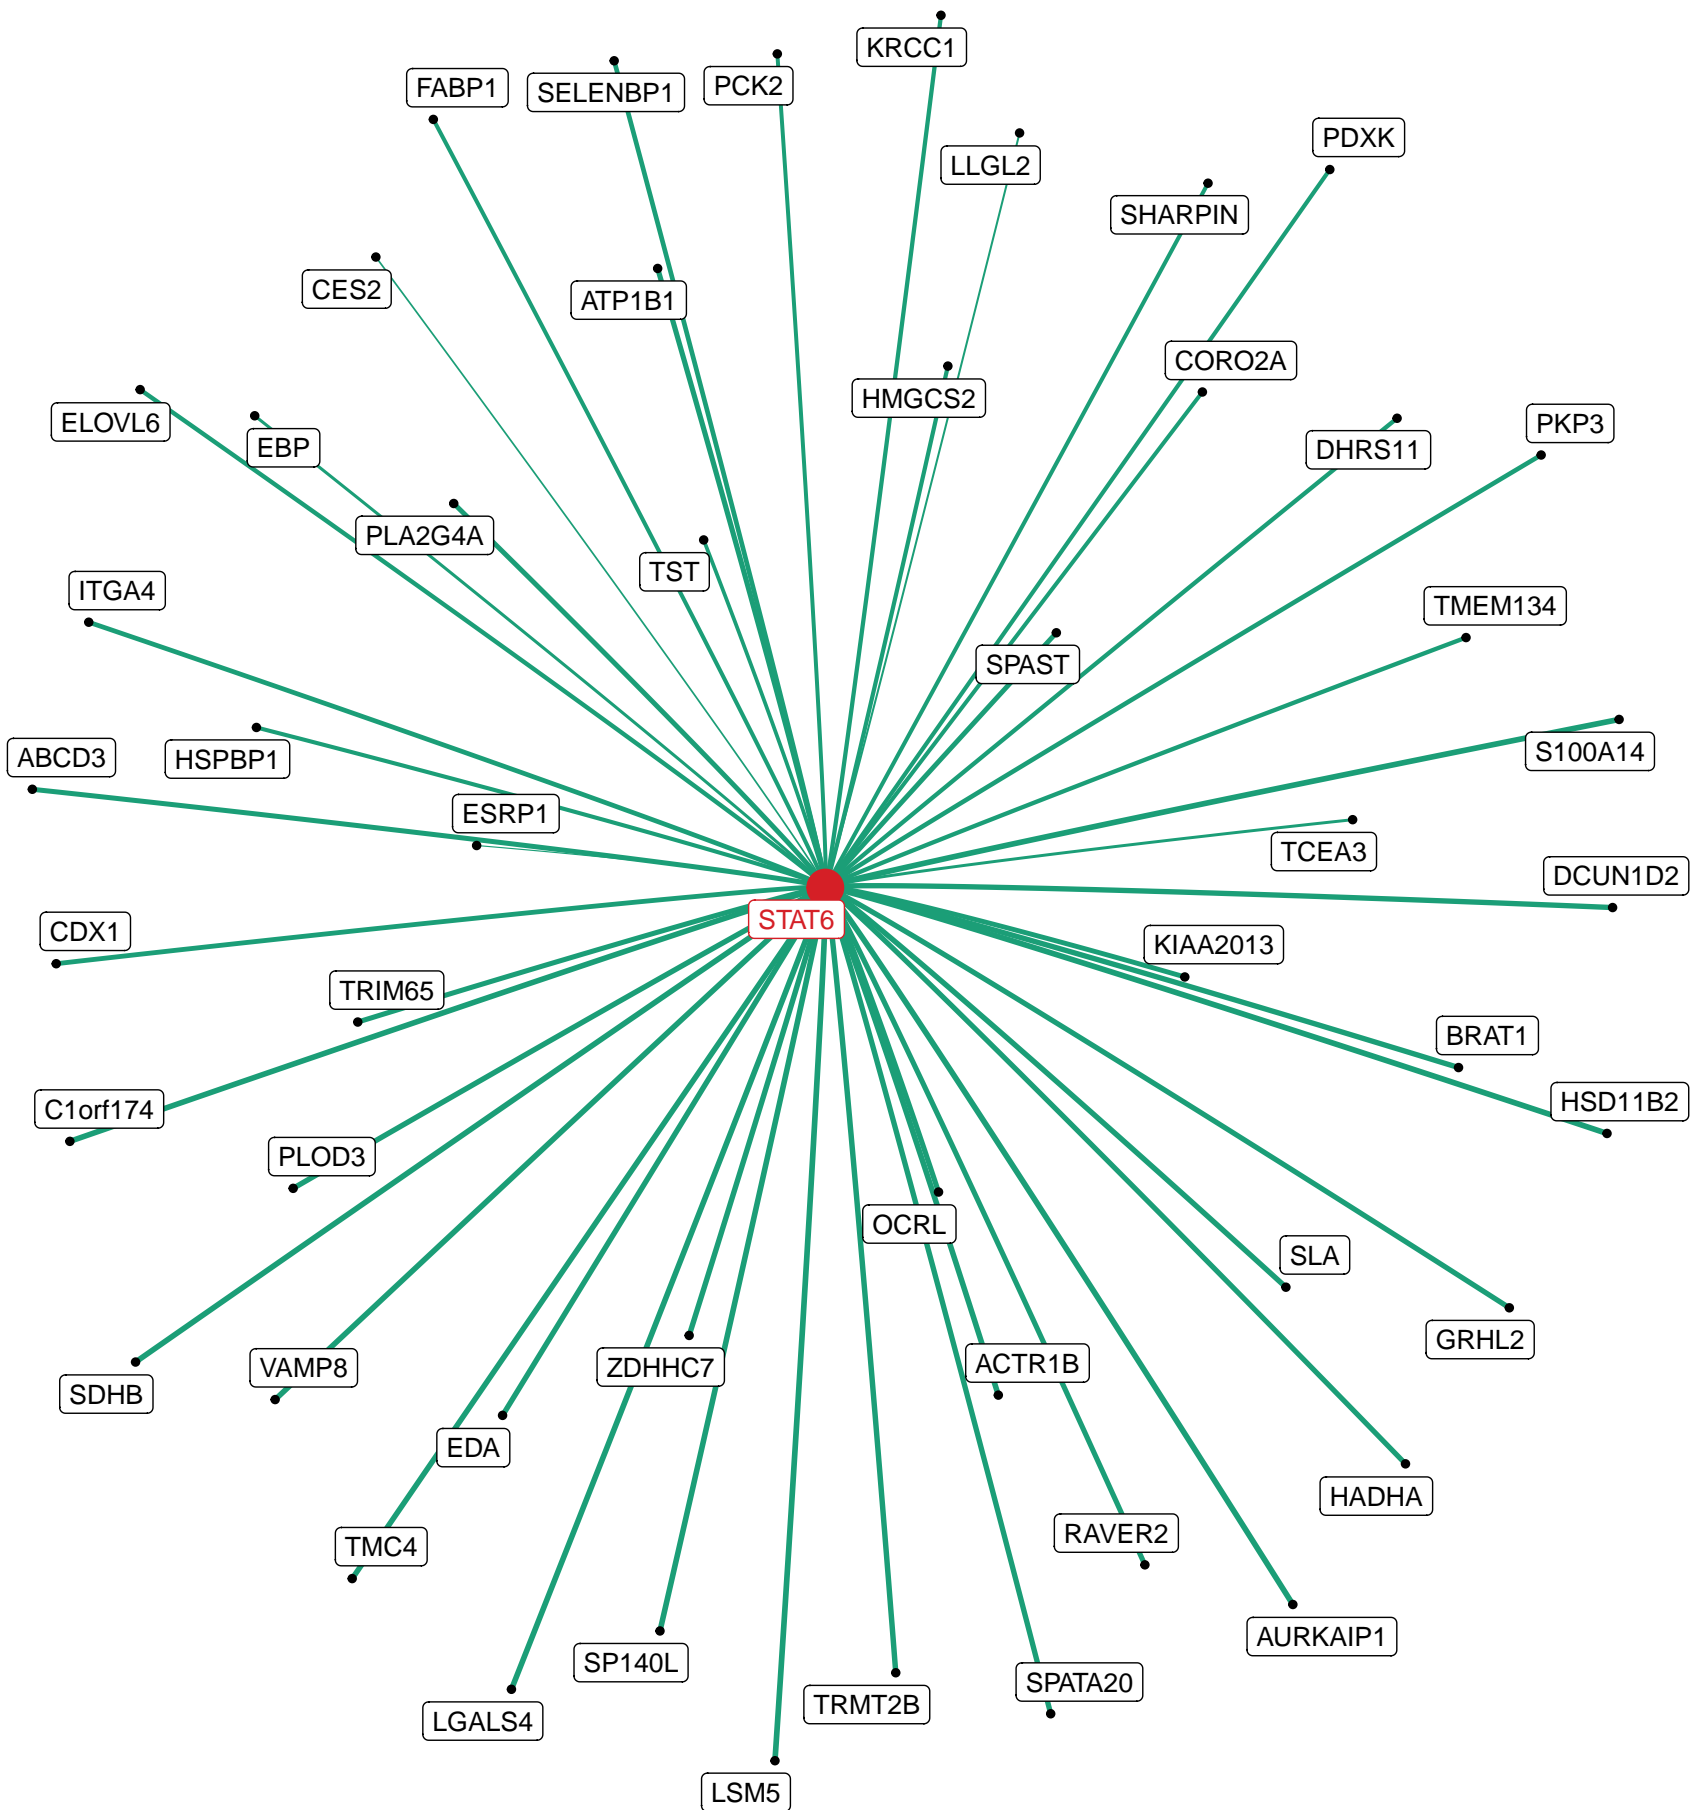 KRCC1
FABP1
SELENBP1
PCK2
PDXK
LLGL2
SHARPIN
CES2
ATP1B1
CORO2A
HMGCS2
ELOVL6
PKP3
EBP
DHRS11
PLA2G4A
TST
ITGA4
TMEM134
SPAST
ABCD3
HSPBP1
S100A14
ESRP1
TCEA3
DCUN1D2
STAT6
CDX1
KIAA2013
TRIM65
BRAT1
C1orf174
HSD11B2
PLOD3
OCRL
SLA
GRHL2
VAMP8
ZDHHC7
ACTR1B
SDHB
EDA
HADHA
TMC4
RAVER2
AURKAIP1
SP140L
SPATA20
TRMT2B
LGALS4
LSM5